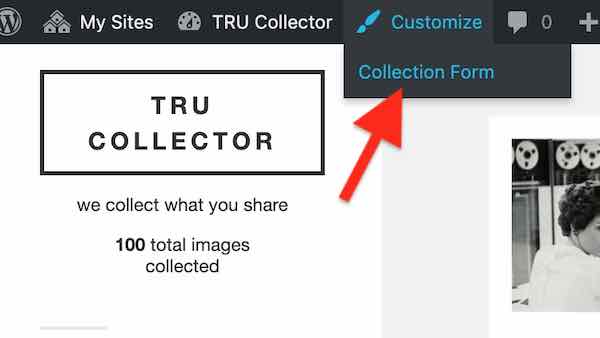 My Sites TRU Collector Customize 0
Collection Form
TRU
COLLECTOR
we collect what you share
100 total images
collected